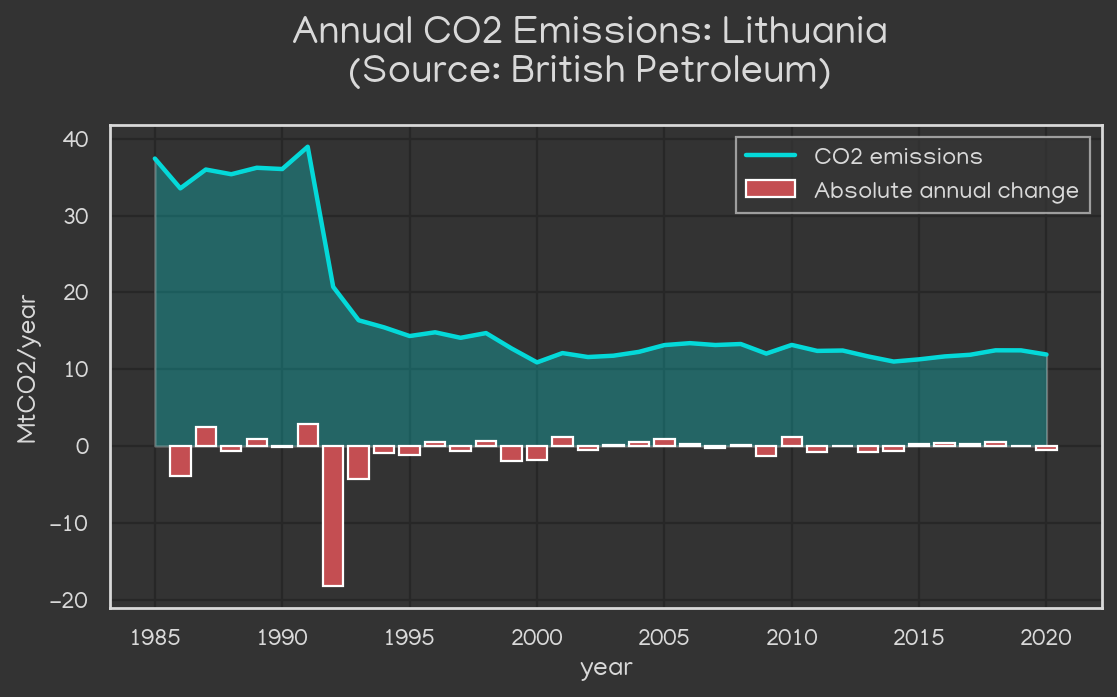 Annual CO2 Emissions: Lithuania
(Source: British Petroleum)
CO2 emissions
Absolute annual change
MtCO2/year
40
30
20
10
0
−10
−20
1985 1990 1995 2000 2005 2010 2015 2020
year